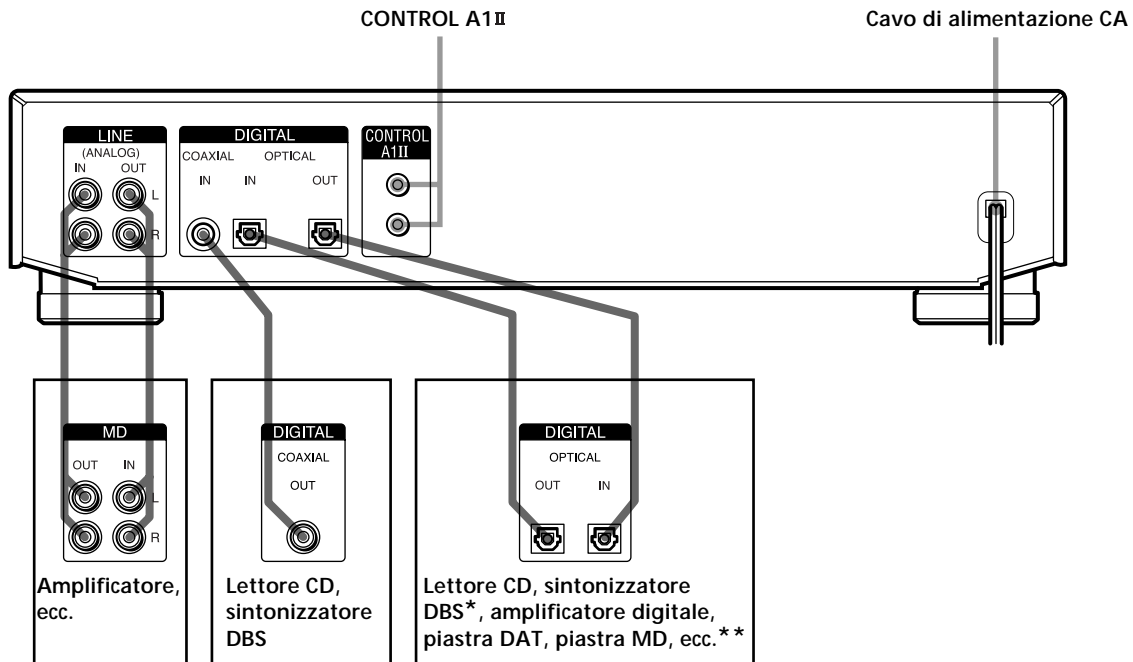 CONTROL A1II
Cavo di alimentazione CA
LINE
(ANALOG)
IN OUT
L
R
DIGITAL
COAXIAL OPTICAL
IN IN OUT
CONTROL
A1II
MD
OUT IN
L
R
Amplificatore,
ecc.
DIGITAL
COAXIAL
OUT
Lettore CD,
sintonizzatore
DBS
DIGITAL
OPTICAL
OUT IN
Lettore CD, sintonizzatore
DBS*, amplificatore digitale,
piastra DAT, piastra MD, ecc.**